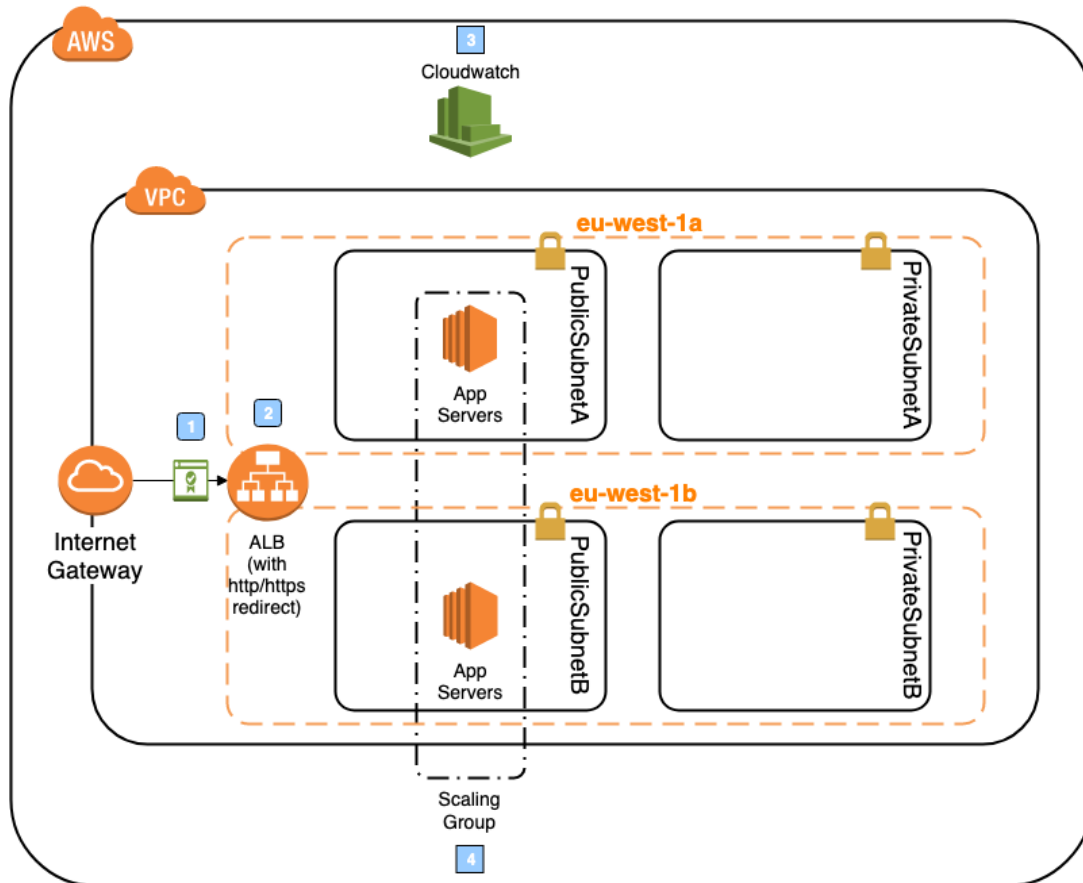 AWS
3
Cloudwatch
VPC
eu-west-1a
PublicSubnetA
PrivateSubnetA
App
Servers
1
2
Internet
Gateway
ALB
(with
http/https
redirect)
eu-west-1b
PublicSubnetB
PrivateSubnetB
App
Servers
Scaling
Group
4